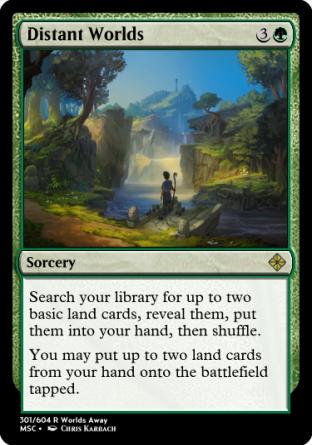 Distant Worlds 3
Sorcery
Search your library for up to two
basic land cards, reveal them, put
them into your hand, then shuffle.
You may put up to two land cards
from your hand onto the battlefield
tapped.
301/604 R Worlds Away
MSC • Chris Karbach